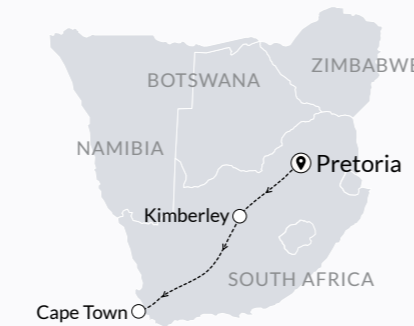 ZIMBABWE
BOTSWANA
NAMIBIA
Pretoria
Kimberley
SOUTH AFRICA
Cape Town